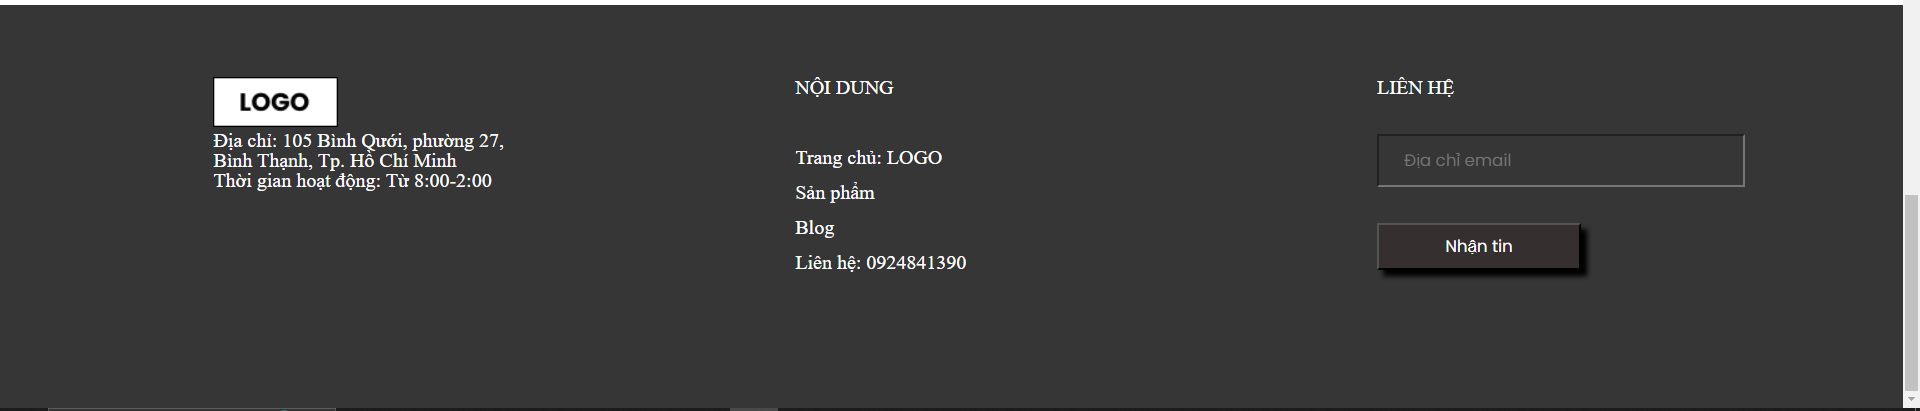 LOGO
Địa chỉ: 105 Bình Qưới, phường 27,
Bình Thạnh, Tp. Hồ Chí Minh
Thời gian hoạt động: Từ 8:00-2:00
NỘI DUNG
Trang chủ: LOGO
Sản phẩm
Blog
Liên hệ: 0924841390
LIÊN HỆ
Địa chỉ email
Nhận tin